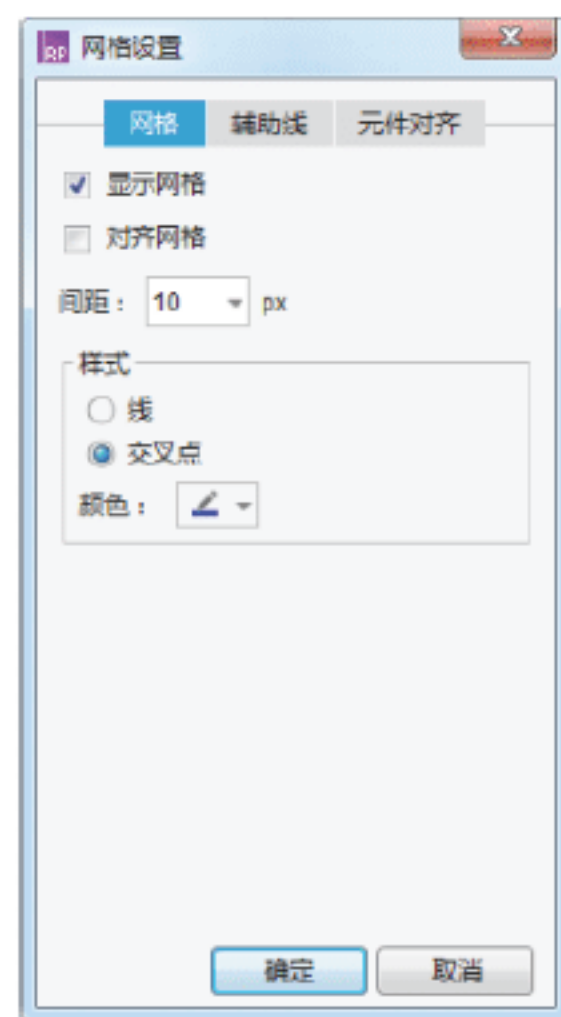 RP 网格设置
网格 辅助线 元件对齐
显示网格
对齐网格
间距： 10 px
样式
线
交叉点
颜色：
确定 取消